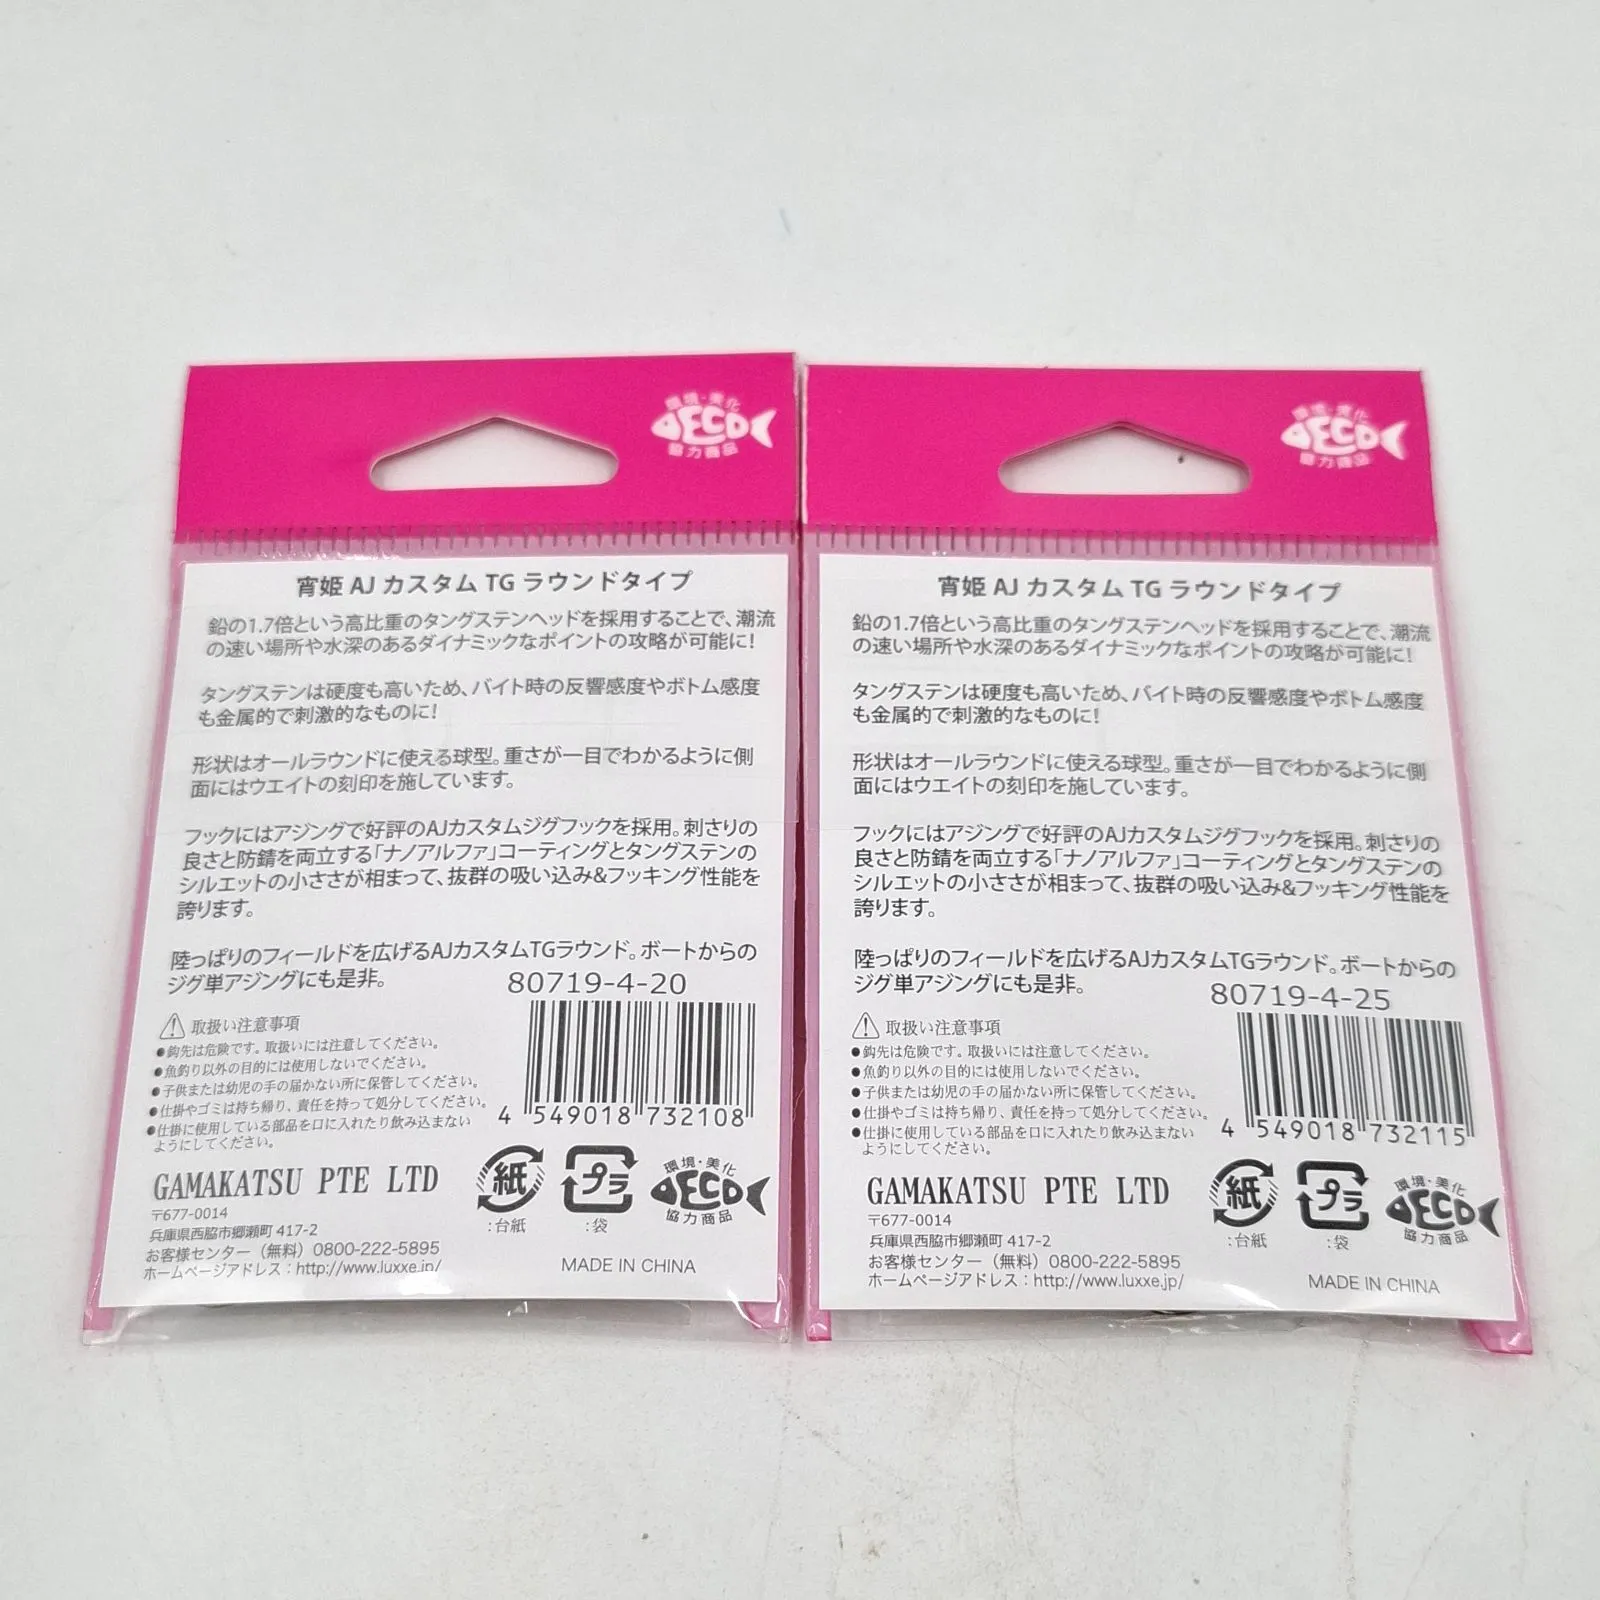 環境・美化
ECO
協力商品
宵姫 AJ カスタム TG ラウンドタイプ
鉛の1.7倍という高比重のタングステンヘッドを採用することで、潮流
の速い場所や水深のあるダイナミックなポイントの攻略が可能に!
タングステンは硬度も高いため、バイト時の反響感度やボトム感度
も金属的で刺激的なものに!
形状はオールラウンドに使える球型。重さが一目でわかるように側
面にはウエイトの刻印を施しています。
フックにはアジングで好評のAJカスタムジグフックを採用。刺さりの
良さと防錆を両立する「ナノアルファ」コーティングとタングステンの
シルエットの小ささが相まって、抜群の吸い込み&フッキング性能を
誇ります。
陸っぱりのフィールドを広げるAJカスタムTGラウンド。ボートからの
ジグ単アジングにも是非。
80719-4-20
⚠ 取扱い注意事項
●鈎先は危険です。取扱いには注意してください。
●魚釣り以外の目的には使用しないでください。
●子供または幼児の手の届かない所に保管してください。
●仕掛やゴミは持ち帰り、責任を持って処分してください。
●仕掛に使用している部品を口に入れたり飲み込まない
ようにしてください。
4 549018 732108
GAMAKATSU PTE LTD
〒677-0014
兵庫県西脇市郷瀬町 417-2
お客様センター（無料）0800-222-5895
ホームページアドレス：http://www.luxxe.jp/
紙
:台紙
プラ
:袋
環境・美化
ECO
協力商品
MADE IN CHINA
環境・美化
ECO
協力商品
宵姫 AJ カスタム TG ラウンドタイプ
鉛の1.7倍という高比重のタングステンヘッドを採用することで、潮流
の速い場所や水深のあるダイナミックなポイントの攻略が可能に!
タングステンは硬度も高いため、バイト時の反響感度やボトム感度
も金属的で刺激的なものに!
形状はオールラウンドに使える球型。重さが一目でわかるように側
面にはウエイトの刻印を施しています。
フックにはアジングで好評のAJカスタムジグフックを採用。刺さりの
良さと防錆を両立する「ナノアルファ」コーティングとタングステンの
シルエットの小ささが相まって、抜群の吸い込み&フッキング性能を
誇ります。
陸っぱりのフィールドを広げるAJカスタムTGラウンド。ボートからの
ジグ単アジングにも是非。
80719-4-25
⚠ 取扱い注意事項
●鈎先は危険です。取扱いには注意してください。
●魚釣り以外の目的には使用しないでください。
●子供または幼児の手の届かない所に保管してください。
●仕掛やゴミは持ち帰り、責任を持って処分してください。
●仕掛に使用している部品を口に入れたり飲み込まない
ようにしてください。
4 549018 732115
GAMAKATSU PTE LTD
〒677-0014
兵庫県西脇市郷瀬町 417-2
お客様センター（無料）0800-222-5895
ホームページアドレス：http://www.luxxe.jp/
紙
:台紙
プラ
:袋
環境・美化
ECO
協力商品
MADE IN CHINA